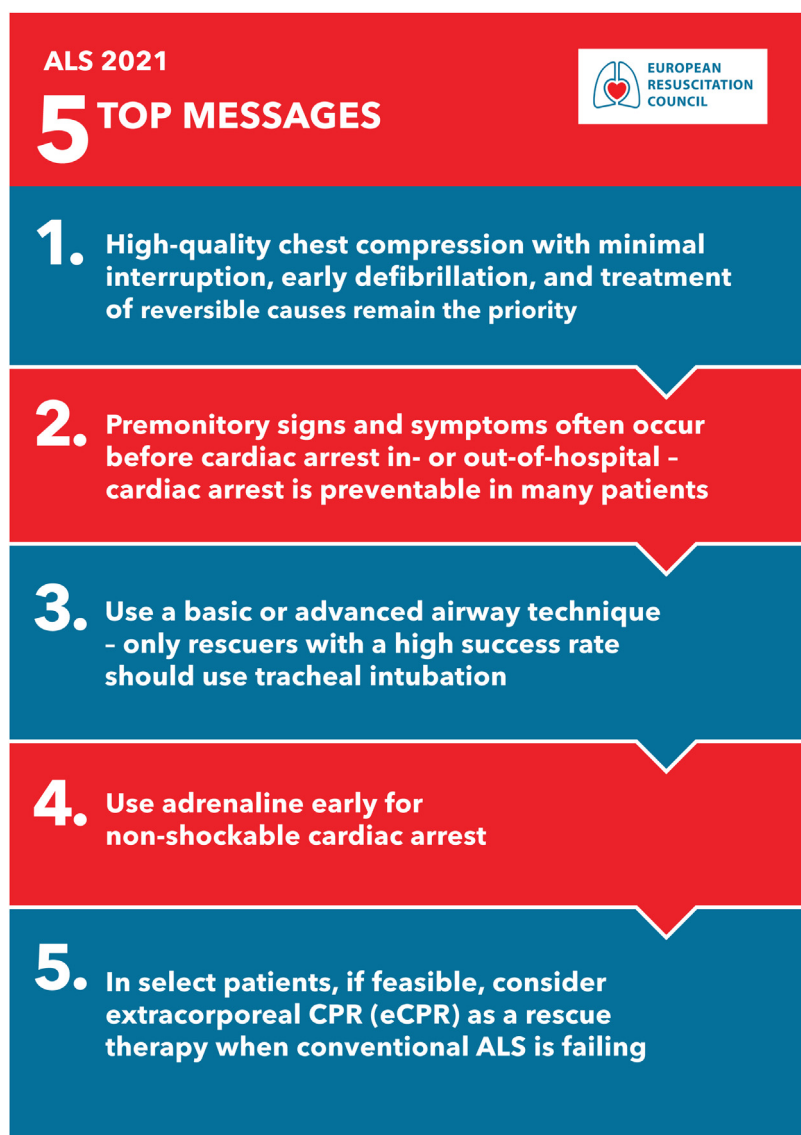 ALS 2021
5 TOP MESSAGES
EUROPEAN
RESUSCITATION
COUNCIL
1. High-quality chest compression with minimal
interruption, early defibrillation, and treatment
of reversible causes remain the priority
2. Premonitory signs and symptoms often occur
before cardiac arrest in- or out-of-hospital –
cardiac arrest is preventable in many patients
3. Use a basic or advanced airway technique
– only rescuers with a high success rate
should use tracheal intubation
4. Use adrenaline early for
non-shockable cardiac arrest
5. In select patients, if feasible, consider
extracorporeal CPR (eCPR) as a rescue
therapy when conventional ALS is failing